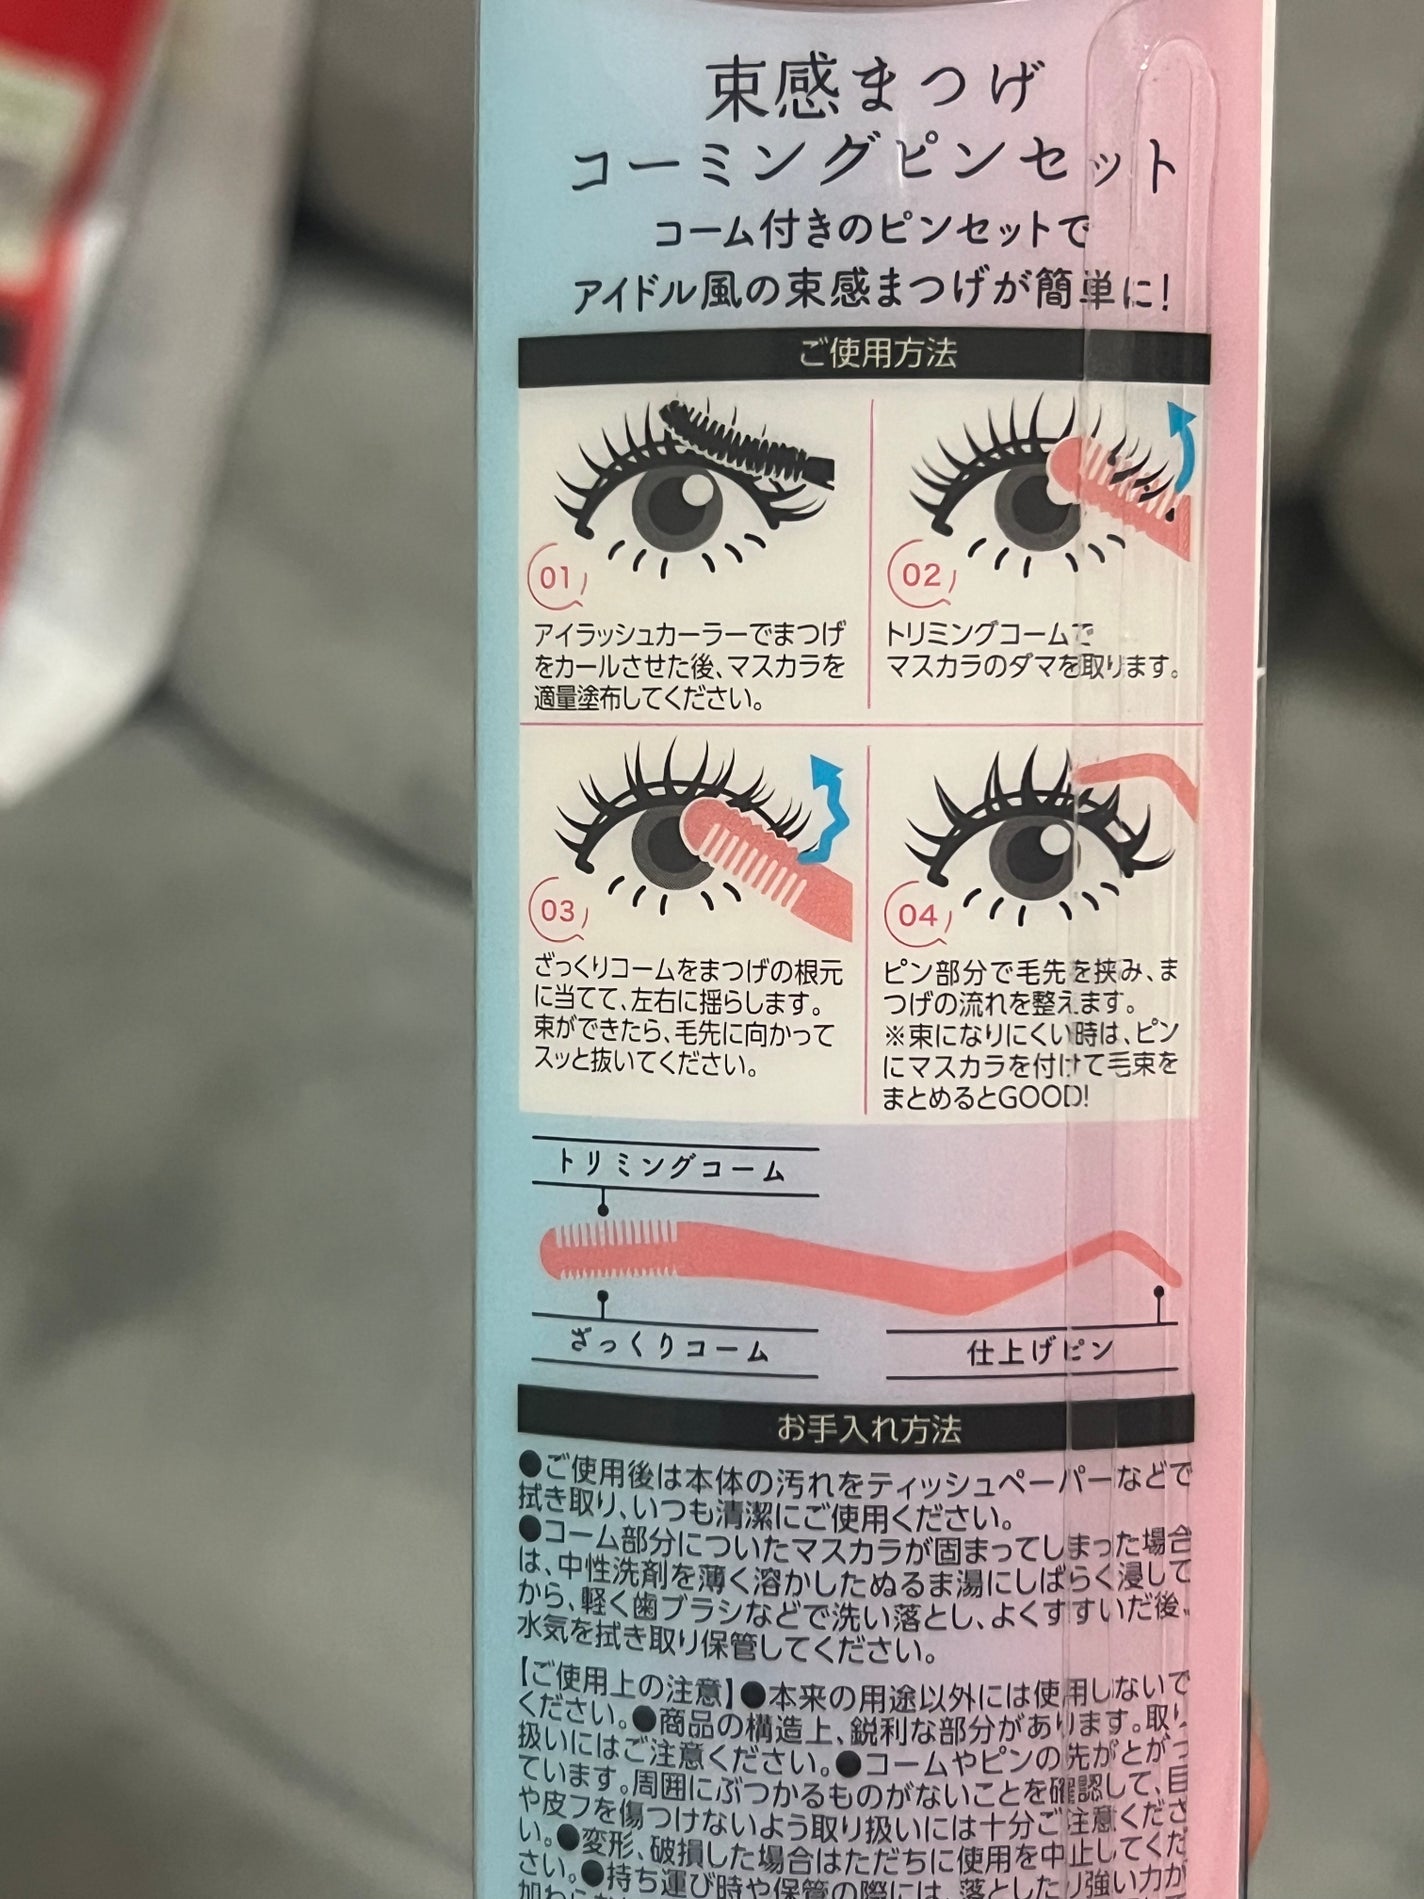 束感まつげ
コーミングピンセット
コーム付きのピンセットで
アイドル風の束感まつげが簡単に!
ご使用方法
01
アイラッシュカーラーでまつげ
をカールさせた後、マスカラを
適量塗布してください。
02
トリミングコームで
マスカラのダマを取ります。
03
ざっくりコームをまつげの根元
に当てて、左右に揺らします。
束ができたら、毛先に向かって
スッと抜いてください。
04
ピン部分で毛先を挟み、ま
つげの流れを整えます。
※束になりにくい時は、ピン
にマスカラを付けて毛束を
まとめるとGOOD!
トリミングコーム
ざっくりコーム
仕上げピン
お手入れ方法
●ご使用後は本体の汚れをティッシュペーパーなどで
拭き取り、いつも清潔にご使用ください。
●コーム部分についたマスカラが固まってしまった場合
は、中性洗剤を薄く溶かしたぬるま湯にしばらく浸して
から、軽く歯ブラシなどで洗い落とし、よくすすいだ後、
水気を拭き取り保管してください。
【ご使用上の注意】●本来の用途以外には使用しないで
ください。●商品の構造上、鋭利な部分があります。取り
扱いにはご注意ください。●コームやピンの先がとがっ
ています。周囲にぶつかるものがないことを確認して、目
や皮フを傷つけないよう取り扱いには十分ご注意くださ
い。●変形、破損した場合はただちに使用を中止してくだ
さい。●持ち運び時や保管の際には、落としたり強い力が